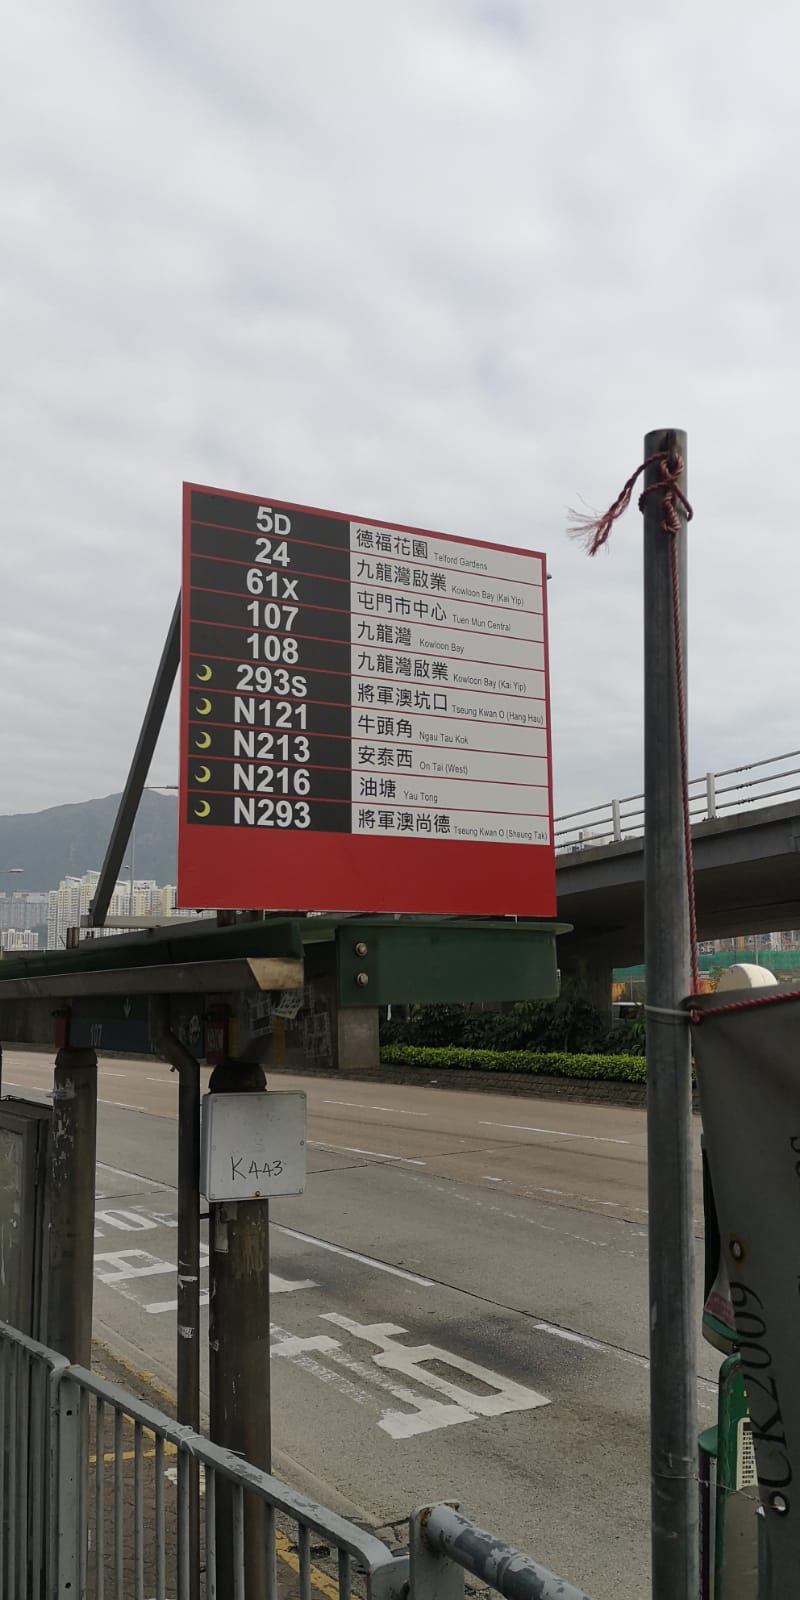 5D 德福花園 Telford Gardens
24 九龍灣啟業 Kowloon Bay (Kai Yip)
61X 屯門市中心 Tuen Mun Central
107 九龍灣 Kowloon Bay
108 九龍灣啟業 Kowloon Bay (Kai Yip)
293S 將軍澳坑口 Tseung Kwan O (Hang Hau)
N121 牛頭角 Ngau Tau Kok
N213 安泰西 On Tai (West)
N216 油塘 Yau Tong
N293 將軍澳尚德 Tseung Kwan O (Sheung Tak)
107
K443
站
CK2009